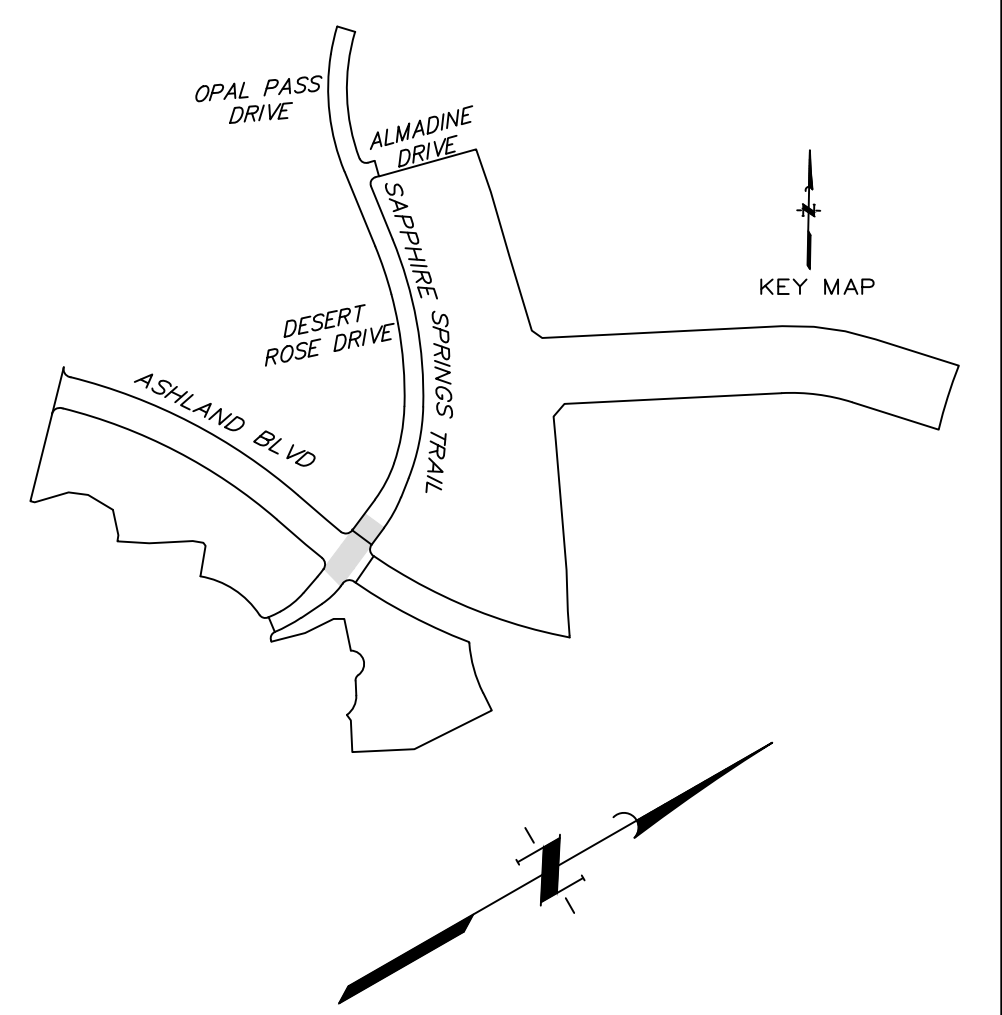 OPAL PASS
DRIVE
ALMADINE
DRIVE
SAPPHIRE SPRINGS TRAIL
N
KEY MAP
DESERT
ROSE DRIVE
ASHLAND BLVD
N